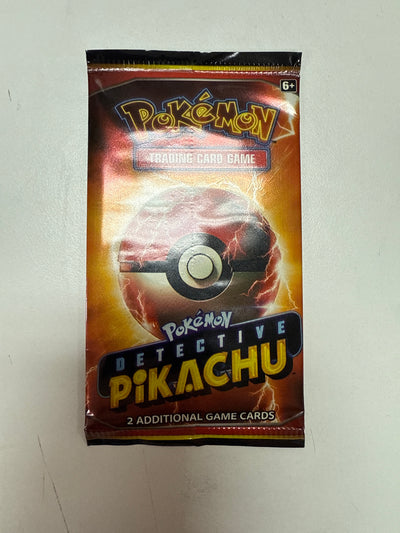 6+
POKéMON
TRADING CARD GAME
POKéMON
DETECTIVE
PiKACHU
2 ADDITIONAL GAME CARDS